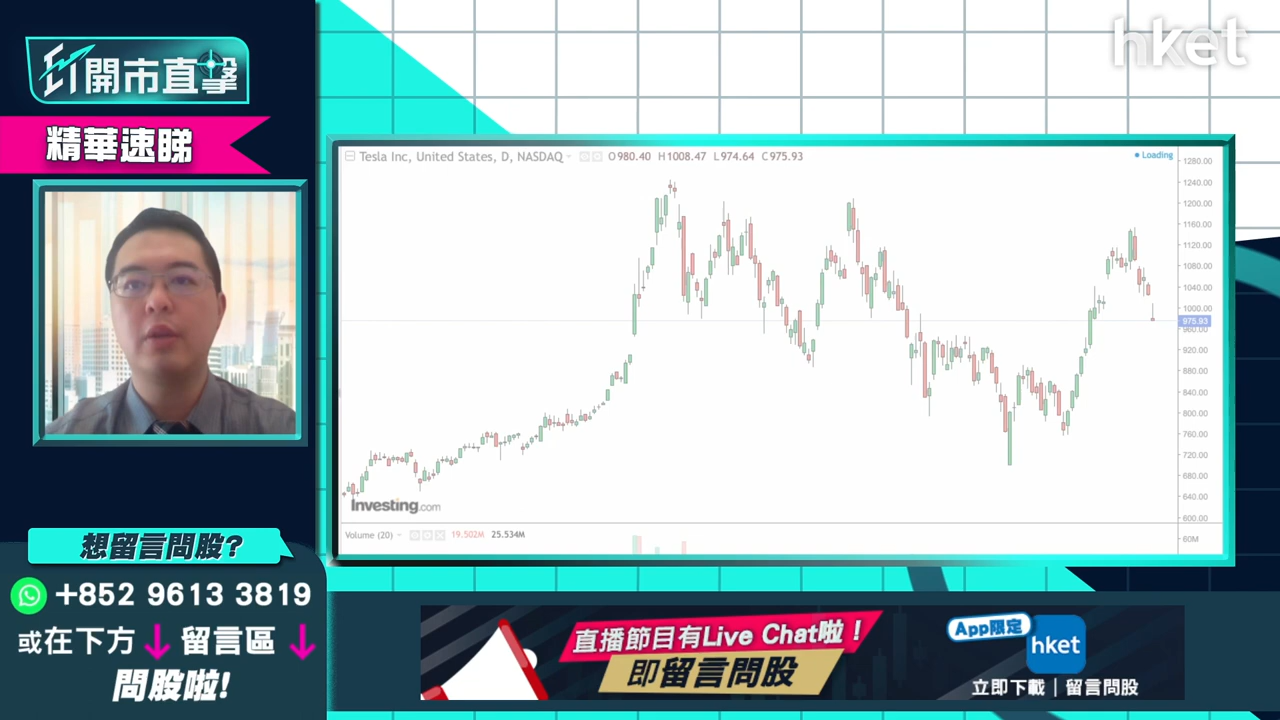 hket
ET開市直擊
精華速睇
Tesla Inc, United States, D, NASDAQ O980.40 H1008.47 L974.64 C975.93
Loading
1280.00
1240.00
1200.00
1160.00
1120.00
1080.00
1040.00
1000.00
975.93
960.00
920.00
880.00
840.00
800.00
760.00
720.00
680.00
640.00
600.00
Investing.com
Volume (20) 19.502M 25.534M
60M
想留言問股?
+852 9613 3819
或在下方 留言區
問股啦!
直播節目有Live Chat啦！
即留言問股
App限定
hket
立即下載｜留言問股